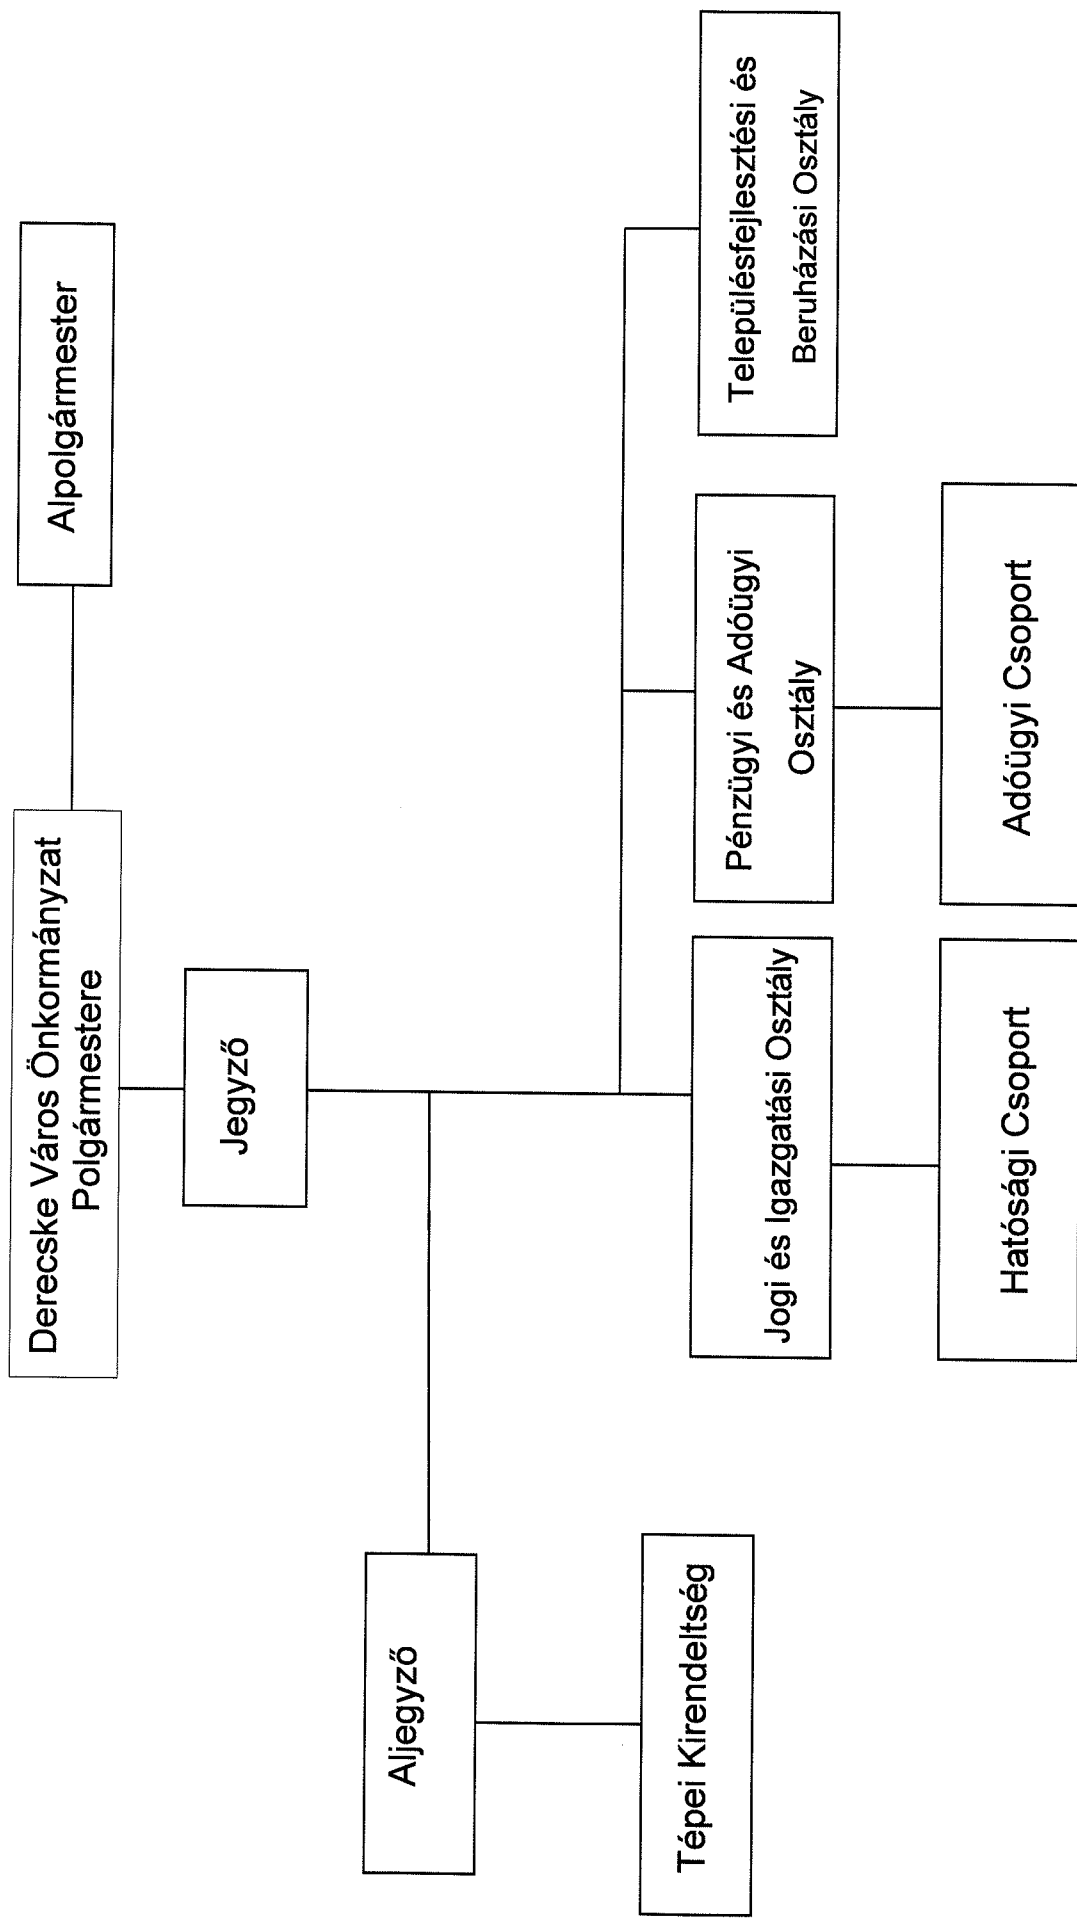 Derecske Város Önkormányzat
Polgármestere
Alpolgármester
Jegyző
Aljegyző
Tépei Kirendeltség
Jogi és Igazgatási Osztály
Pénzügyi és Adóügyi
Osztály
Településfejlesztési és
Beruházási Osztály
Hatósági Csoport
Adóügyi Csoport